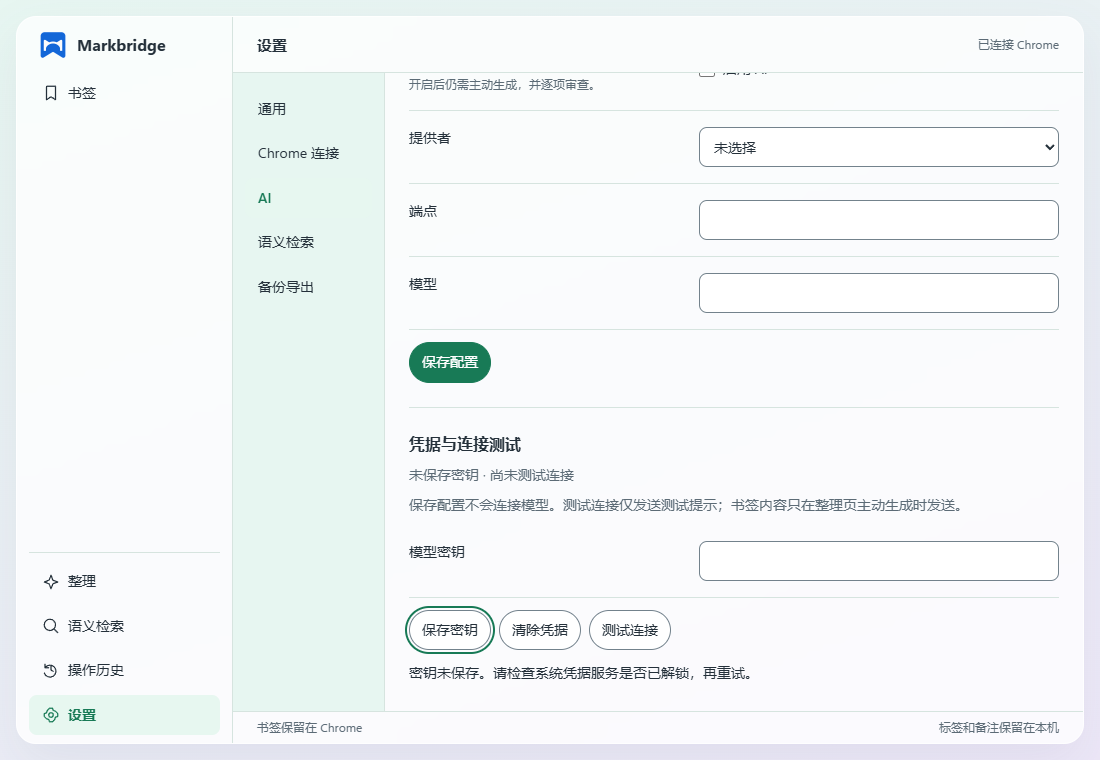 Markbridge
书签
整理
语义检索
操作历史
设置
设置
已连接 Chrome
通用
Chrome 连接
AI
语义检索
备份导出
开启后仍需主动生成，并逐项审查。
提供者
未选择
端点
模型
保存配置
凭据与连接测试
未保存密钥 · 尚未测试连接
保存配置不会连接模型。测试连接仅发送测试提示；书签内容只在整理页主动生成时发送。
模型密钥
保存密钥
清除凭据
测试连接
密钥未保存。请检查系统凭据服务是否已解锁，再重试。
书签保留在 Chrome
标签和备注保留在本机